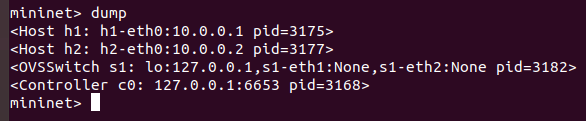 mininet> dump
<Host h1: h1-eth0:10.0.0.1 pid=3175>
<Host h2: h2-eth0:10.0.0.2 pid=3177>
<OVSSwitch s1: lo:127.0.0.1,s1-eth1:None,s1-eth2:None pid=3182>
<Controller c0: 127.0.0.1:6653 pid=3168>
mininet>